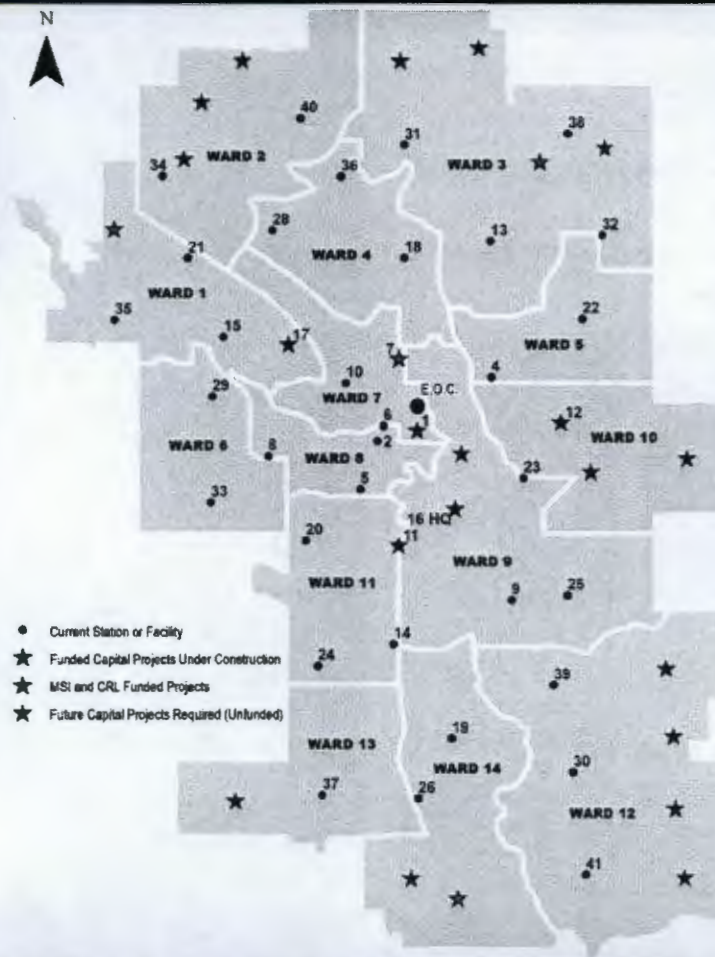 N
40
38
31
WARD 2
WARD 3
34
36
28
13
32
21
WARD 4
18
WARD 1
22
35
15
17
WARD 5
7
4
29
10
E.O.C.
WARD 7
12
6
1
WARD 6
8
2
WARD 10
WARD 8
5
23
33
16 HQ
20
11
WARD 9
WARD 11
9
25
Current Station or Facility
14
Funded Capital Projects Under Construction
24
39
MSI and CRL Funded Projects
Future Capital Projects Required (Unfunded)
19
WARD 13
WARD 14
30
37
26
WARD 12
41